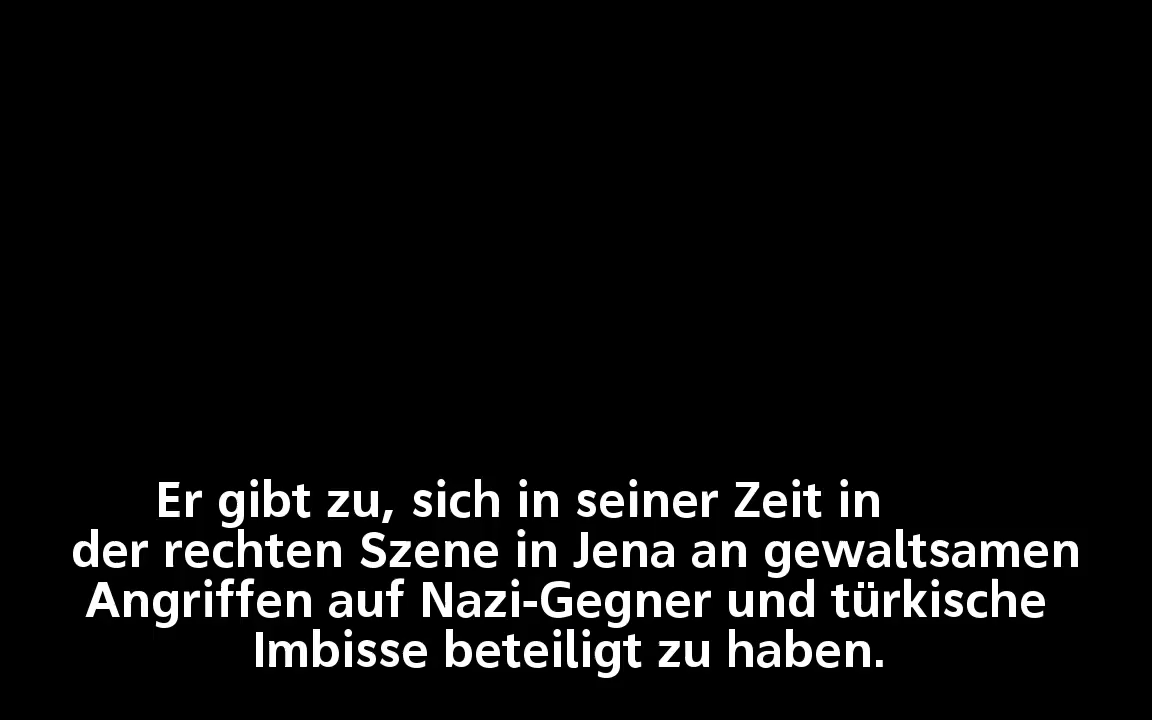 Er gibt zu, sich in seiner Zeit in
der rechten Szene in Jena an gewaltsamen
Angriffen auf Nazi-Gegner und türkische
Imbisse beteiligt zu haben.